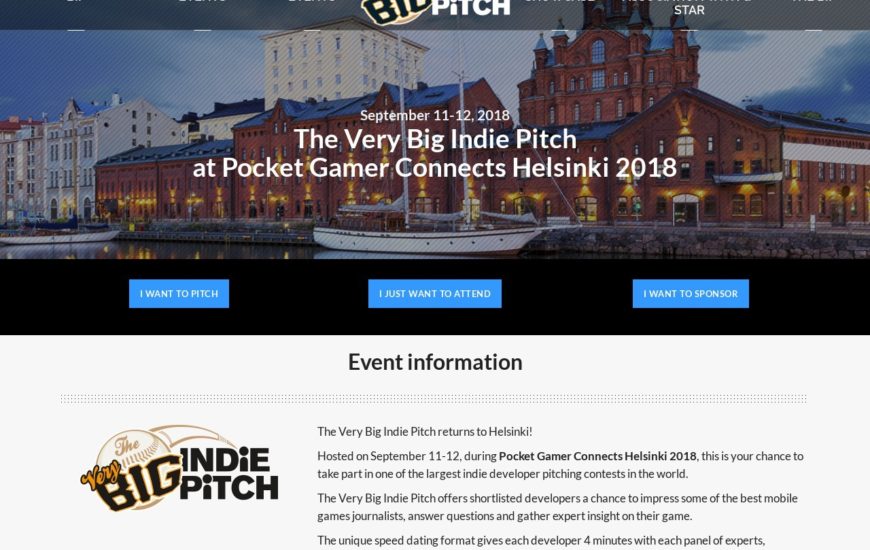 BIG PiTCH
STAR
September 11-12, 2018
The Very Big Indie Pitch
at Pocket Gamer Connects Helsinki 2018
I WANT TO PITCH
I JUST WANT TO ATTEND
I WANT TO SPONSOR
Event information
The
Very
BIG
INDiE
PiTCH
The Very Big Indie Pitch returns to Helsinki!
Hosted on September 11-12, during Pocket Gamer Connects Helsinki 2018, this is your chance to
take part in one of the largest indie developer pitching contests in the world.
The Very Big Indie Pitch offers shortlisted developers a chance to impress some of the best mobile
games journalists, answer questions and gather expert insight on their game.
The unique speed dating format gives each developer 4 minutes with each panel of experts,